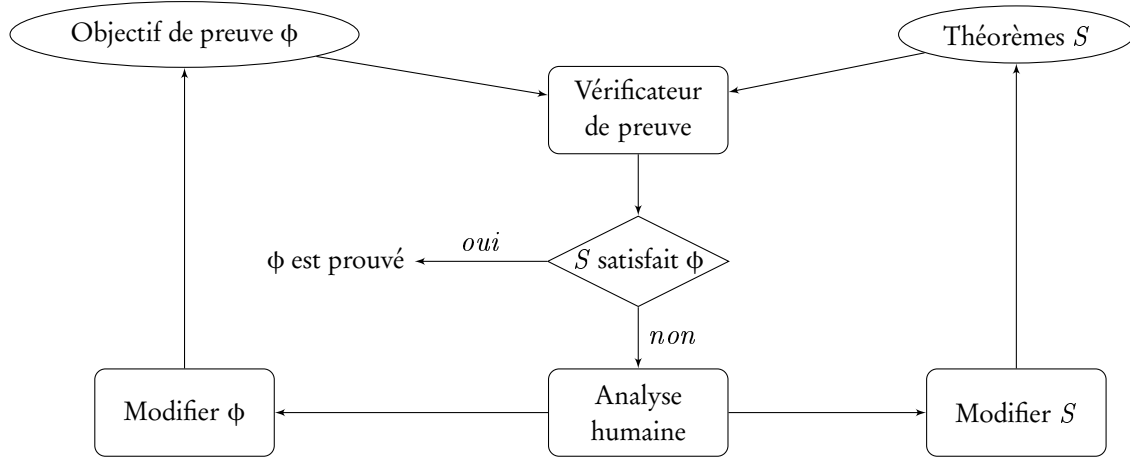 Objectif de preuve φ
Théorèmes S
Vérificateur
de preuve
S satisfait φ
oui
φ est prouvé
non
Analyse
humaine
Modifier φ
Modifier S